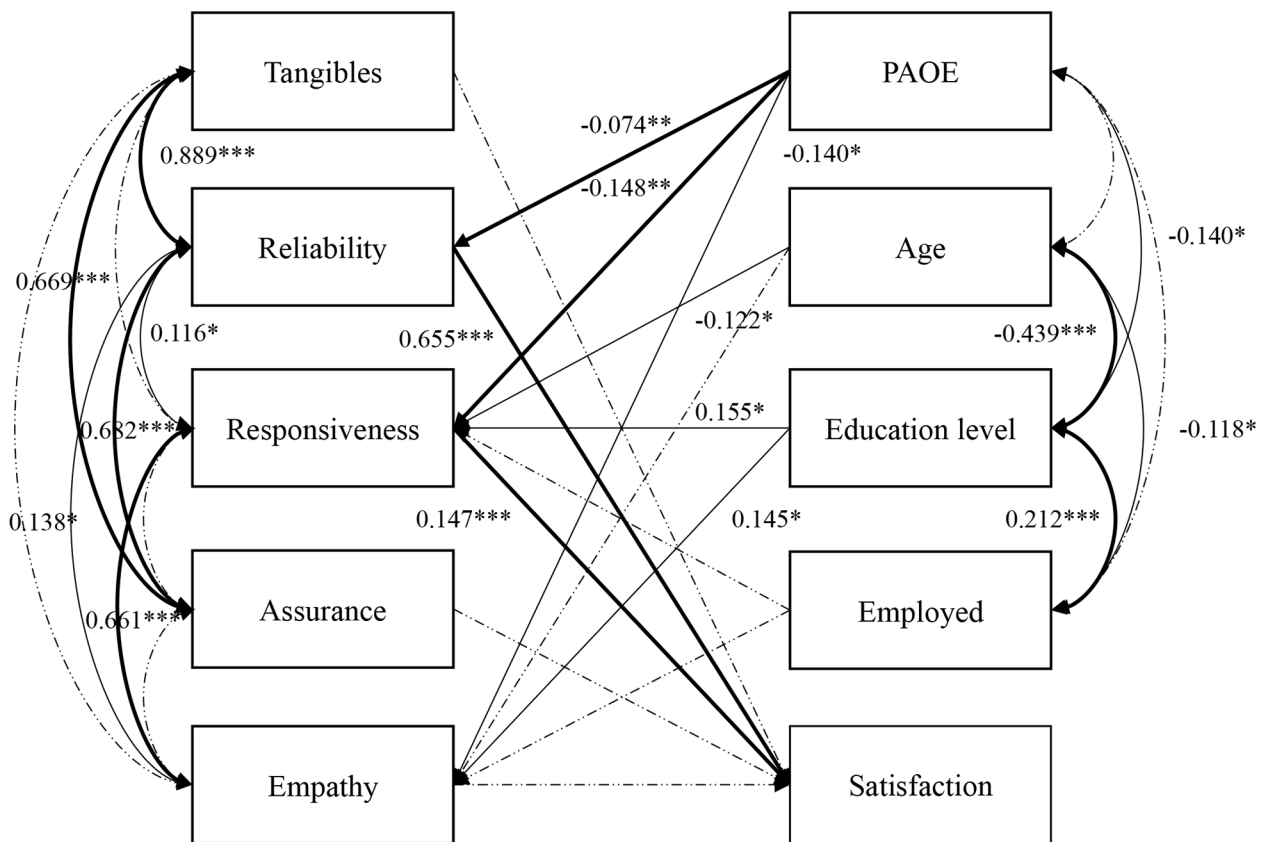 Tangibles
PAOE
-0.074**
0.889***
-0.140*
-0.148**
Reliability
Age
-0.140*
0.669***
0.116*
0.655***
-0.122*
-0.439***
0.155*
Responsiveness
Education level
0.682***
-0.118*
0.138*
0.147***
0.145*
0.212***
Assurance
Employed
0.661***
Empathy
Satisfaction